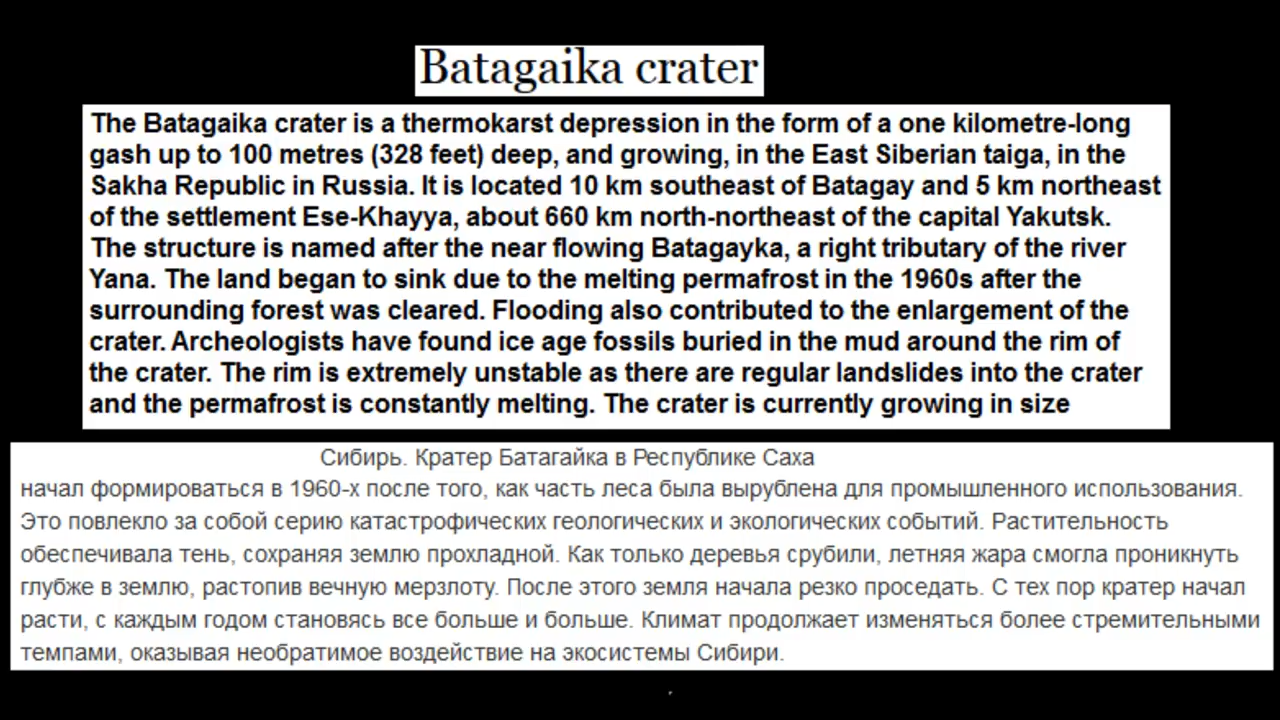 Batagaika crater
The Batagaika crater is a thermokarst depression in the form of a one kilometre-long
gash up to 100 metres (328 feet) deep, and growing, in the East Siberian taiga, in the
Sakha Republic in Russia. It is located 10 km southeast of Batagay and 5 km northeast
of the settlement Ese-Khayya, about 660 km north-northeast of the capital Yakutsk.
The structure is named after the near flowing Batagayka, a right tributary of the river
Yana. The land began to sink due to the melting permafrost in the 1960s after the
surrounding forest was cleared. Flooding also contributed to the enlargement of the
crater. Archeologists have found ice age fossils buried in the mud around the rim of
the crater. The rim is extremely unstable as there are regular landslides into the crater
and the permafrost is constantly melting. The crater is currently growing in size
Сибирь. Кратер Батагайка в Республике Саха
начал формироваться в 1960-х после того, как часть леса была вырублена для промышленного использования.
Это повлекло за собой серию катастрофических геологических и экологических событий. Растительность
обеспечивала тень, сохраняя землю прохладной. Как только деревья срубили, летняя жара смогла проникнуть
глубже в землю, растопив вечную мерзлоту. После этого земля начала резко проседать. С тех пор кратер начал
расти, с каждым годом становясь все больше и больше. Климат продолжает изменяться более стремительными
темпами, оказывая необратимое воздействие на экосистемы Сибири.